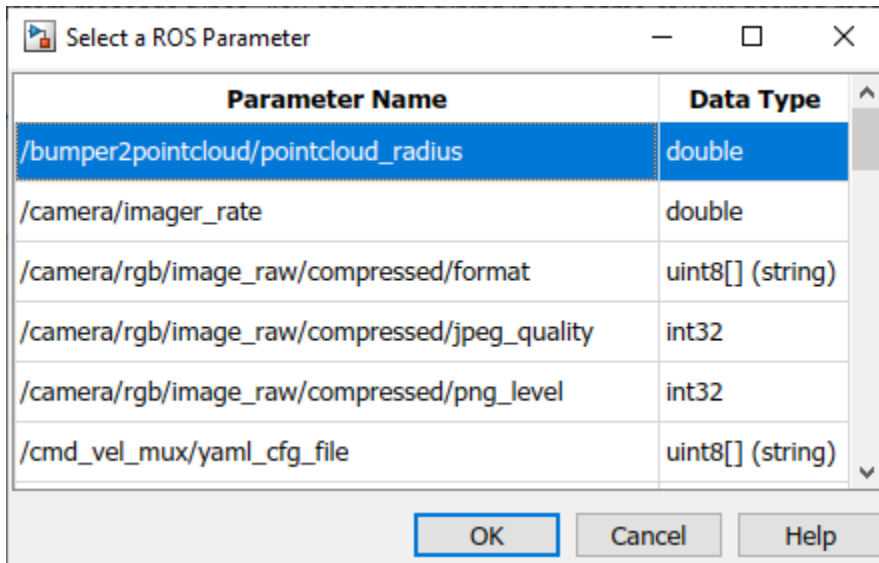 Select a ROS Parameter
Parameter Name Data Type
/bumper2pointcloud/pointcloud_radius double
/camera/imager_rate double
/camera/rgb/image_raw/compressed/format uint8[] (string)
/camera/rgb/image_raw/compressed/jpeg_quality int32
/camera/rgb/image_raw/compressed/png_level int32
/cmd_vel_mux/yaml_cfg_file uint8[] (string)
OK Cancel Help